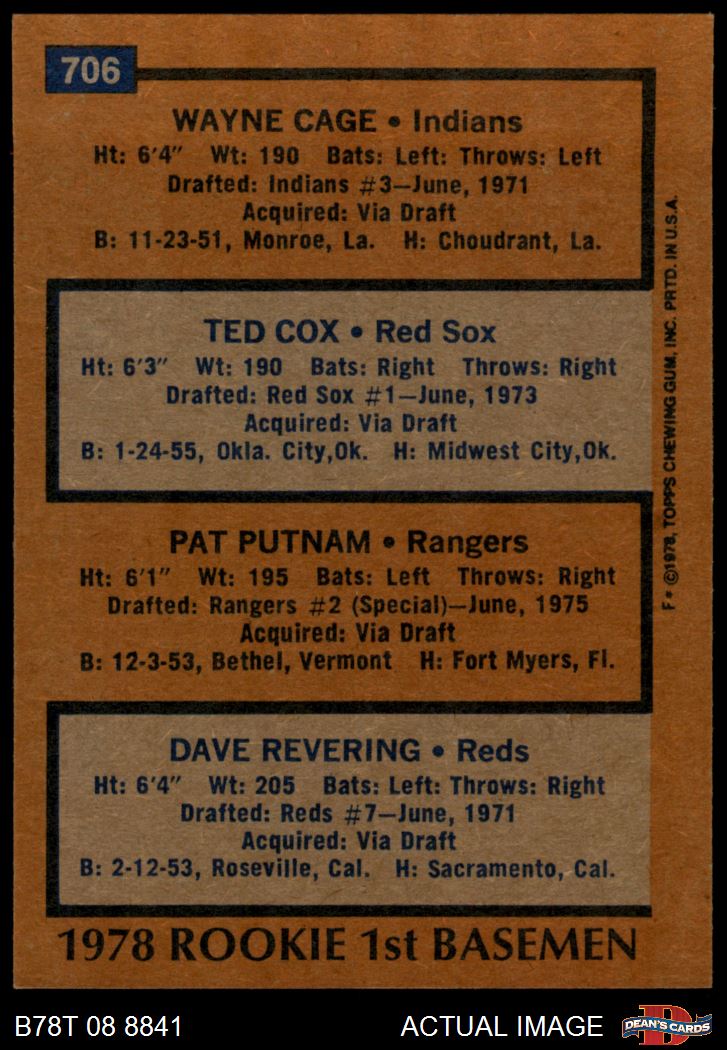 706
WAYNE CAGE • Indians
Ht: 6'4" Wt: 190 Bats: Left: Throws: Left
Drafted: Indians #3—June, 1971
Acquired: Via Draft
B: 11-23-51, Monroe, La. H: Choudrant, La.
TED COX • Red Sox
Ht: 6'3" Wt: 190 Bats: Right Throws: Right
Drafted: Red Sox #1—June, 1973
Acquired: Via Draft
B: 1-24-55, Okla. City,Ok. H: Midwest City,Ok.
PAT PUTNAM • Rangers
Ht: 6'1" Wt: 195 Bats: Left Throws: Right
Drafted: Rangers #2 (Special)—June, 1975
Acquired: Via Draft
B: 12-3-53, Bethel, Vermont H: Fort Myers, Fl.
DAVE REVERING • Reds
Ht: 6'4" Wt: 205 Bats: Left: Throws: Right
Drafted: Reds #7—June, 1971
Acquired: Via Draft
B: 2-12-53, Roseville, Cal. H: Sacramento, Cal.
1978 ROOKIE 1st BASEMEN
F* ©1978, TOPPS CHEWING GUM, INC. PRTD. IN U.S.A.
B78T 08 8841
ACTUAL IMAGE
D
DEAN'S CARDS